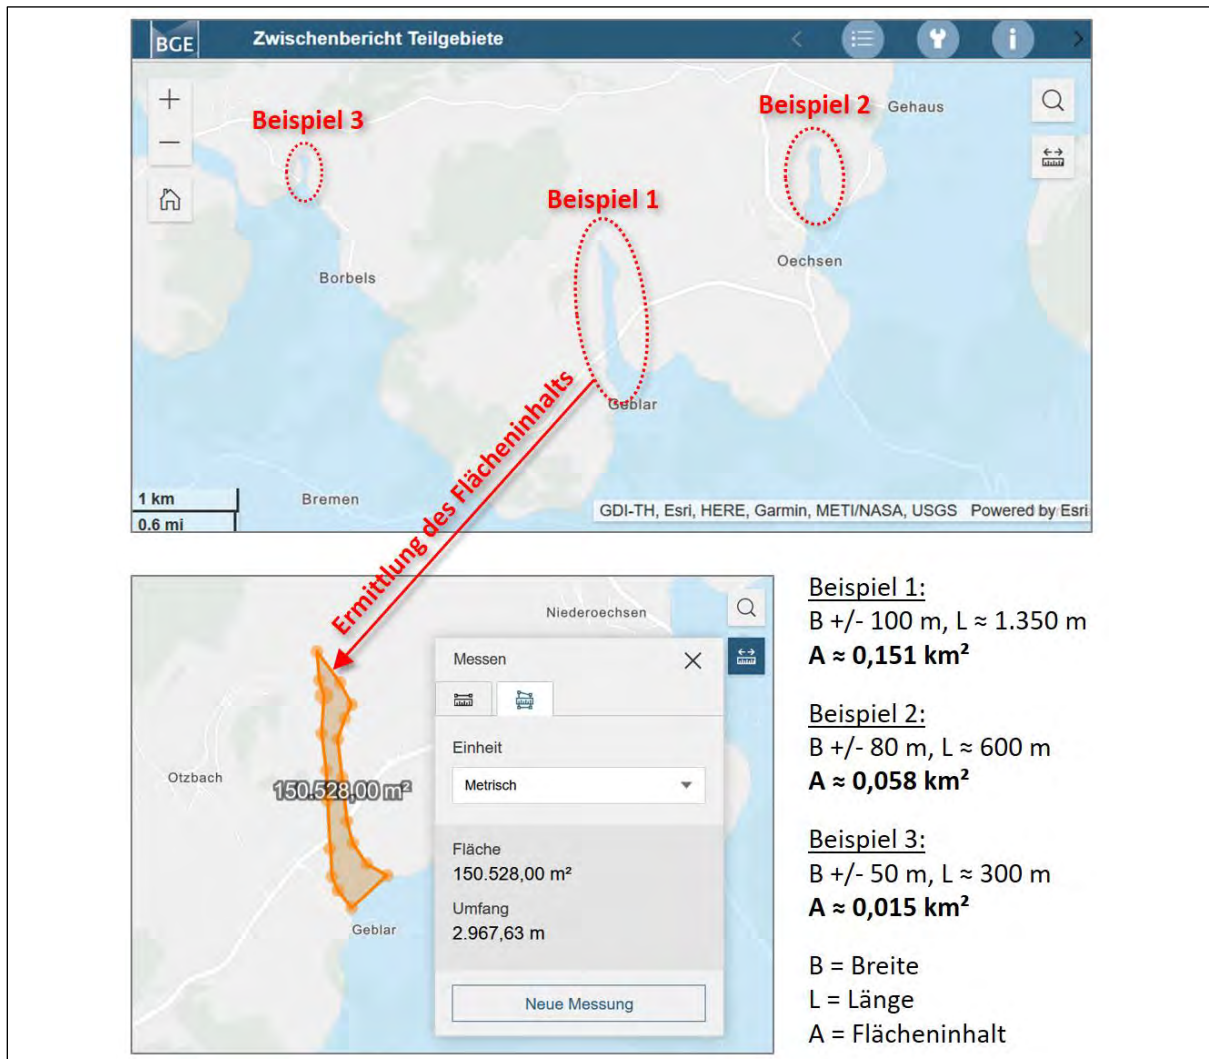 BGE
Zwischenbericht Teilgebiete
Beispiel 3
Beispiel 2
Gehaus
Beispiel 1
Oechsen
Borbels
Geblar
Ermittlung des Flächeninhalts
1 km
0.6 mi
Bremen
GDI-TH, Esri, HERE, Garmin, METI/NASA, USGS Powered by Esri
Niederoechsen
Messen
Einheit
Metrisch
Otzbach
150.528,00 m²
Fläche
150.528,00 m²
Umfang
2.967,63 m
Geblar
Neue Messung
Beispiel 1:
B +/- 100 m, L ≈ 1.350 m
A ≈ 0,151 km²
Beispiel 2:
B +/- 80 m, L ≈ 600 m
A ≈ 0,058 km²
Beispiel 3:
B +/- 50 m, L ≈ 300 m
A ≈ 0,015 km²
B = Breite
L = Länge
A = Flächeninhalt